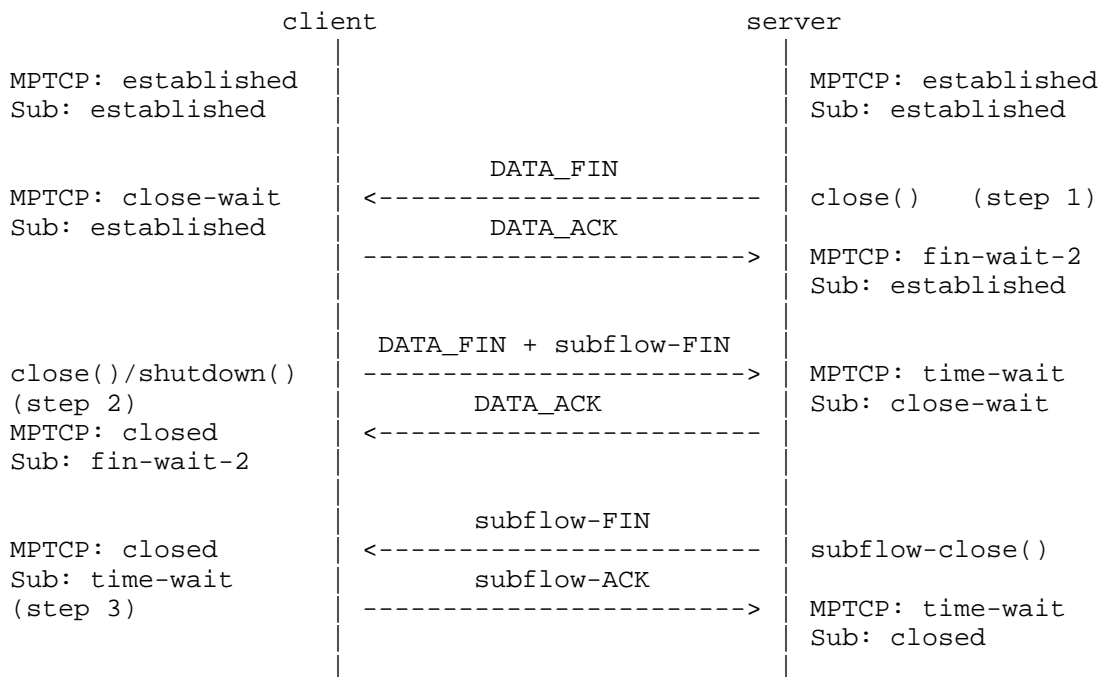 client server
MPTCP: established MPTCP: established
Sub: established Sub: established
DATA_FIN
MPTCP: close-wait <------------------------ close() (step 1)
Sub: established DATA_ACK
------------------------> MPTCP: fin-wait-2
Sub: established
DATA_FIN + subflow-FIN
close()/shutdown() ------------------------> MPTCP: time-wait
(step 2) DATA_ACK Sub: close-wait
MPTCP: closed <------------------------
Sub: fin-wait-2
subflow-FIN
MPTCP: closed <------------------------ subflow-close()
Sub: time-wait subflow-ACK
(step 3) ------------------------> MPTCP: time-wait
Sub: closed